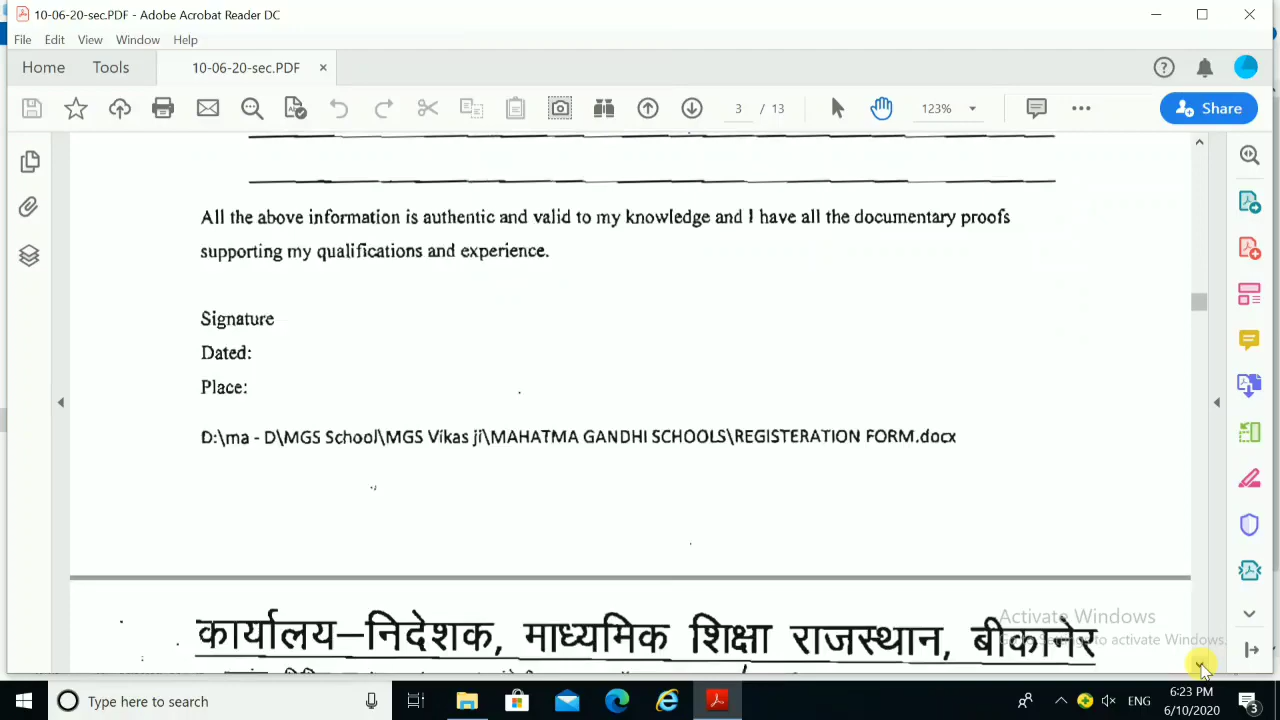 10-06-20-sec.PDF - Adobe Acrobat Reader DC
File Edit View Window Help
Home Tools 10-06-20-sec.PDF ×
3 / 13 123% Share
All the above information is authentic and valid to my knowledge and I have all the documentary proofs
supporting my qualifications and experience.
Signature
Dated:
Place:
D:\ma - D\MGS School\MGS Vikas ji\MAHATMA GANDHI SCHOOLS\REGISTERATION FORM.docx
कार्यालय–निदेशक, माध्यमिक शिक्षा राजस्थान, बीकानेर
Activate Windows
to activate Windows.
Type here to search
ENG
6:23 PM
6/10/2020
3